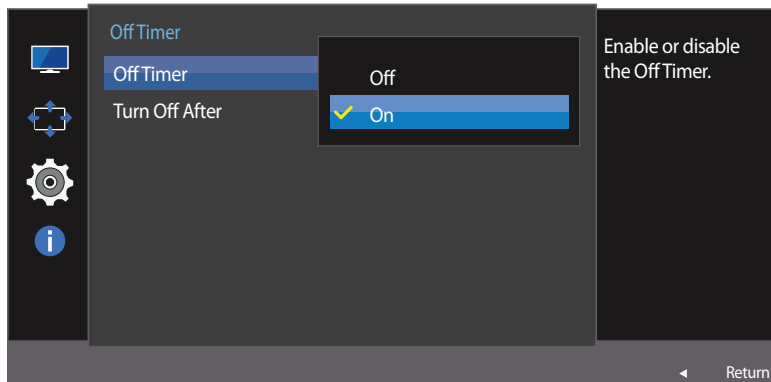 Off Timer
Off Timer
Turn Off After
Off
On
Enable or disable
the Off Timer.
Return